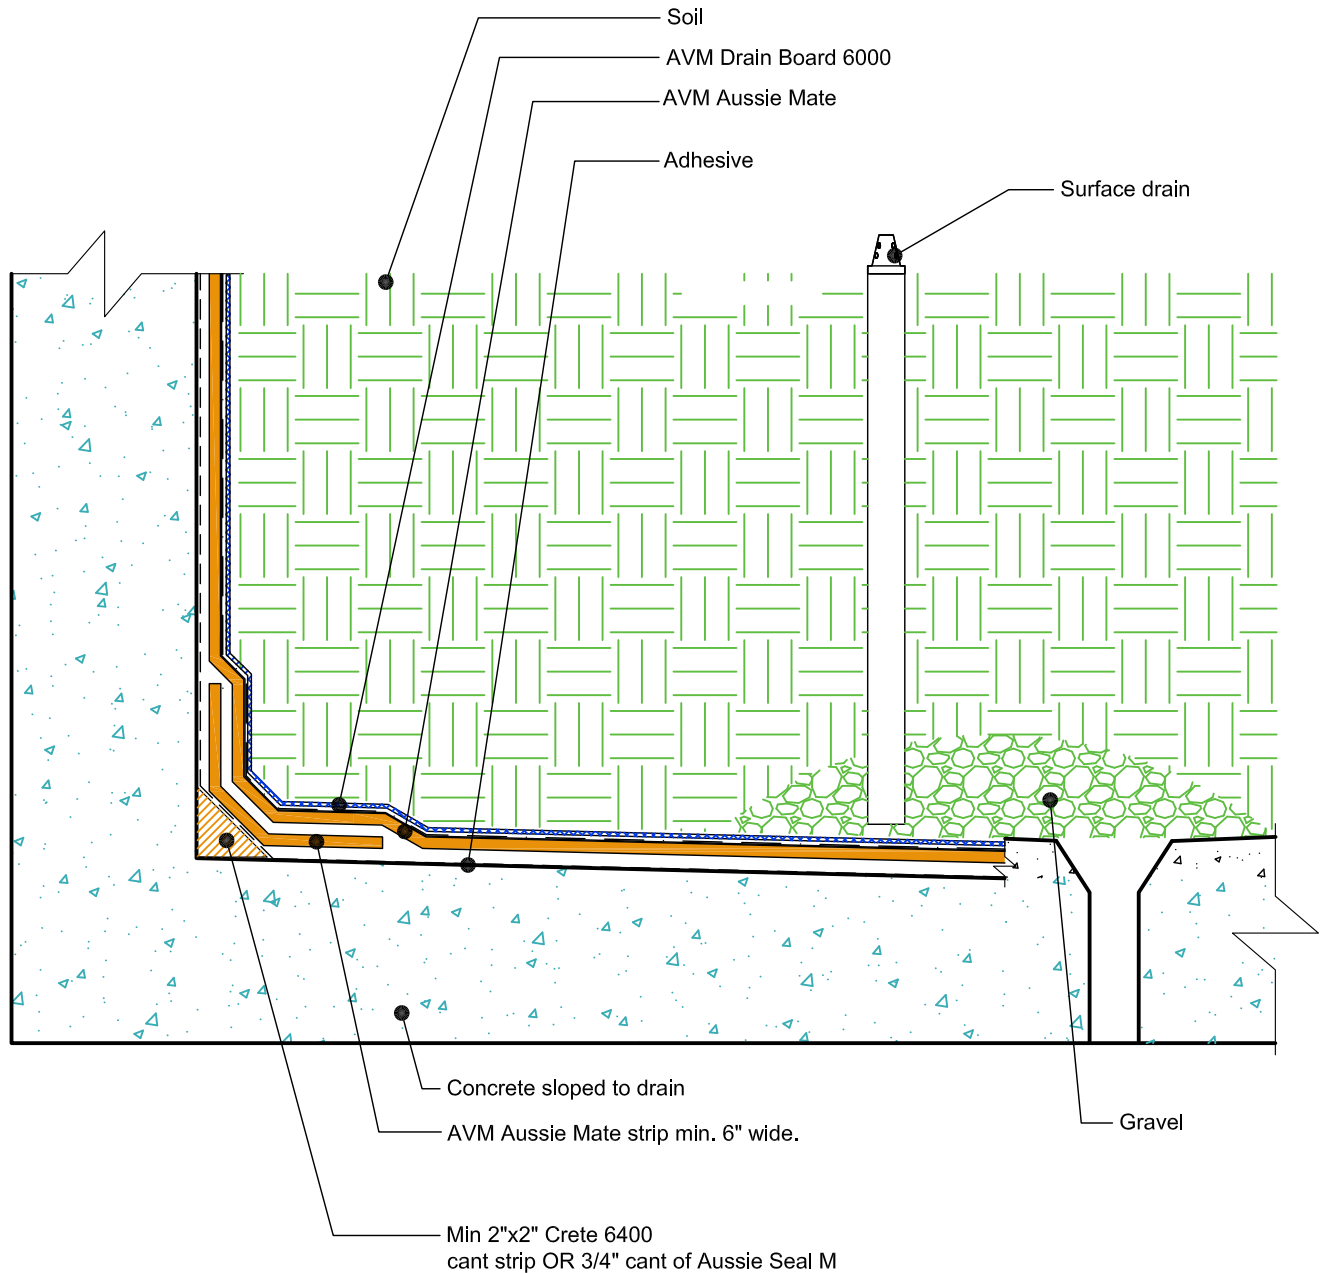 Soil
AVM Drain Board 6000
AVM Aussie Mate
Adhesive
Surface drain
Concrete sloped to drain
AVM Aussie Mate strip min. 6" wide.
Gravel
Min 2"x2" Crete 6400
cant strip OR 3/4" cant of Aussie Seal M